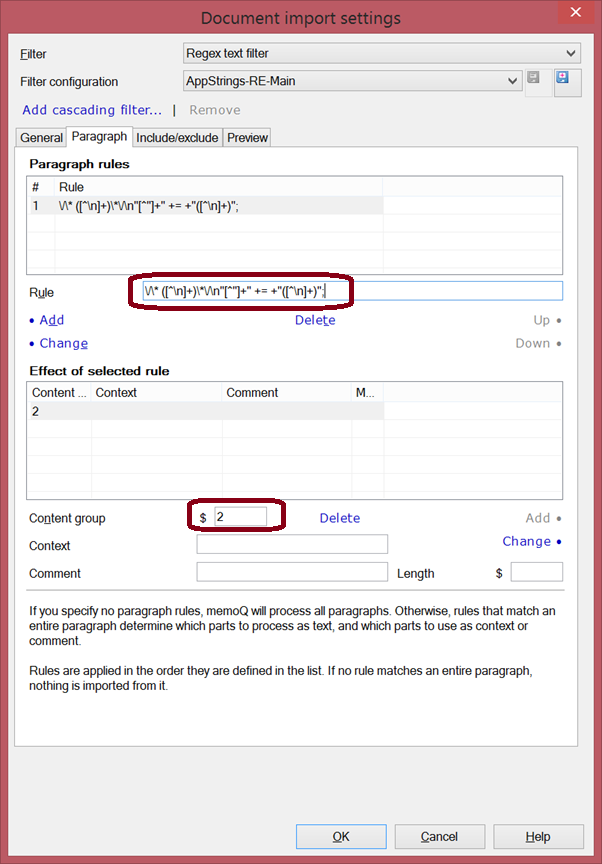 Document import settings
Filter
Regex text filter
Filter configuration
AppStrings-RE-Main
Add cascading filter... | Remove
General Paragraph Include/exclude Preview
Paragraph rules
# Rule
1 \/\* ([^\n]+)\*\/\n"[^"]+" += +"([^\n]+)";
Rule \/\* ([^\n]+)\*\/\n"[^"]+" += +"([^\n]+)";
• Add Delete Up •
• Change Down •
Effect of selected rule
Content ... Context Comment M...
2
Content group $ 2 Delete Add •
Context Change •
Comment Length $
If you specify no paragraph rules, memoQ will process all paragraphs. Otherwise, rules that match an
entire paragraph determine which parts to process as text, and which parts to use as context or
comment.
Rules are applied in the order they are defined in the list. If no rule matches an entire paragraph,
nothing is imported from it.
OK Cancel Help